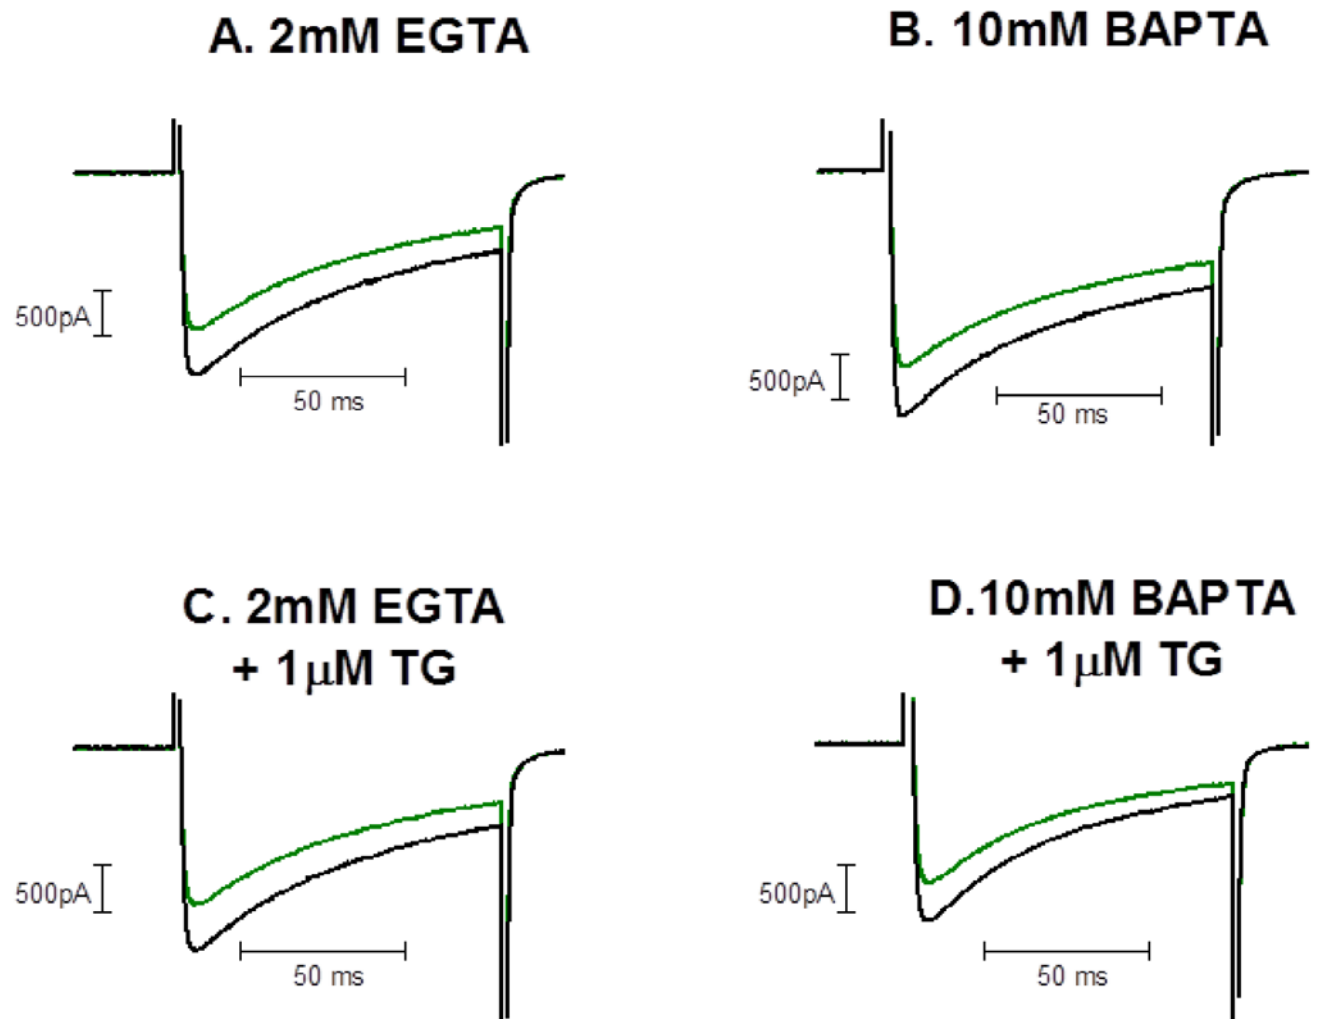 A. 2mM EGTA
B. 10mM BAPTA
500pA
50 ms
500pA
50 ms
C. 2mM EGTA
+ 1μM TG
D.10mM BAPTA
+ 1μM TG
500pA
50 ms
500pA
50 ms